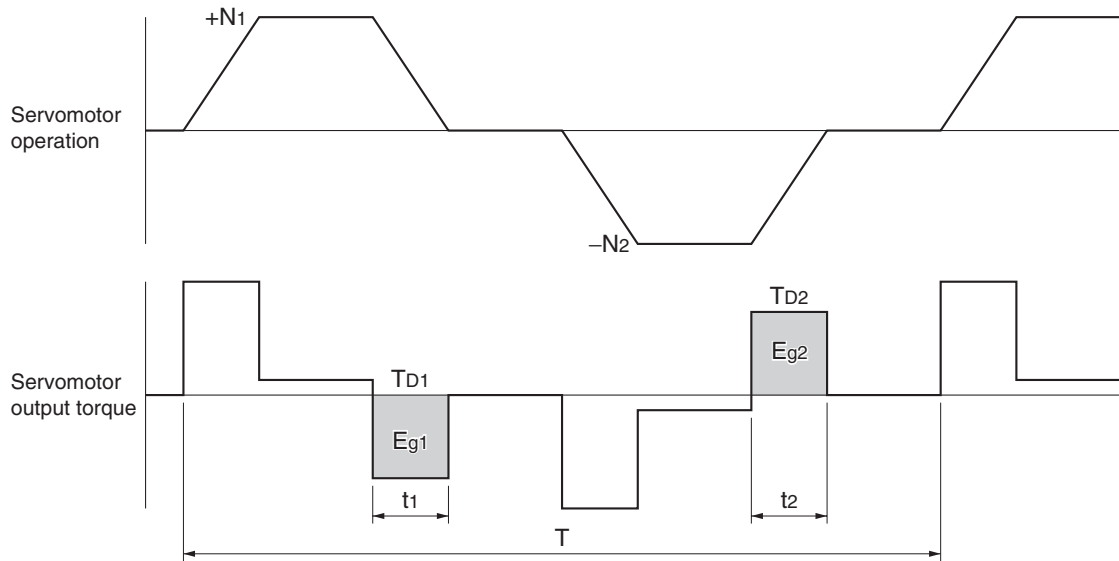 +N1
Servomotor
operation
−N2
TD2
Eg2
Servomotor
output torque
TD1
Eg1
t1
t2
T